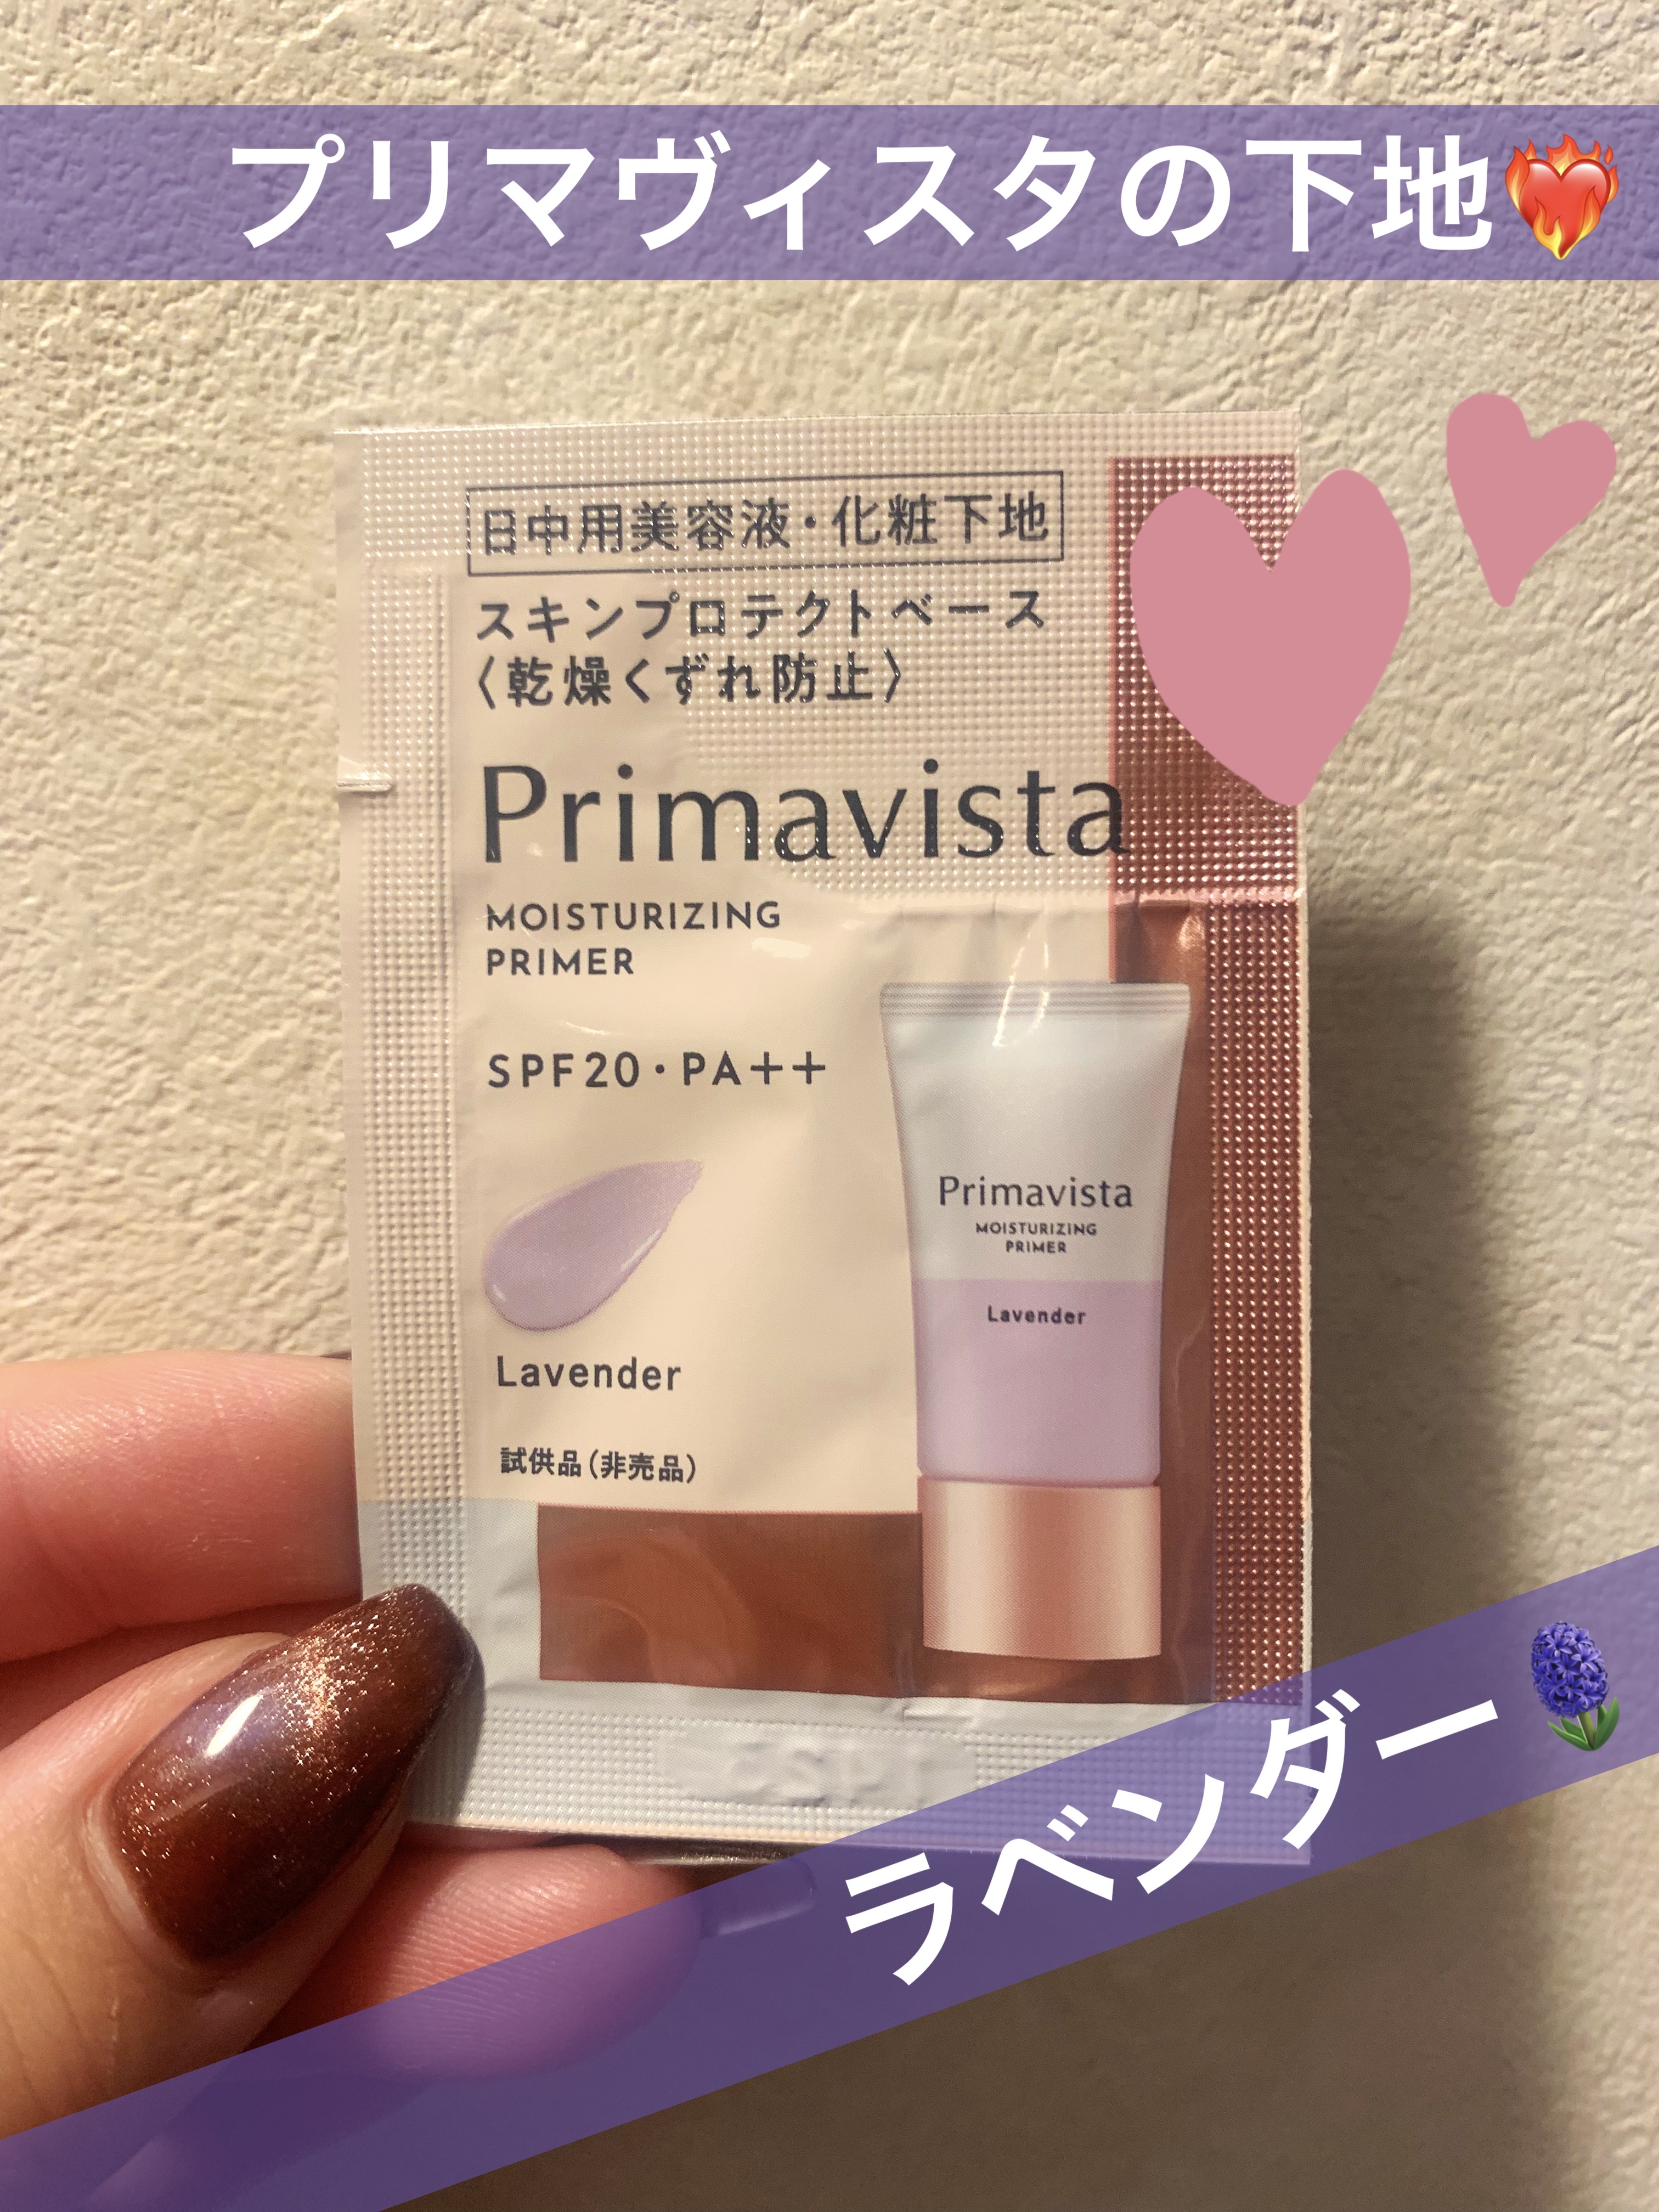 プリマヴィスタの下地❤️‍🔥
日中用美容液・化粧下地
スキンプロテクトベース
〈乾燥くずれ防止〉
Primavista
MOISTURIZING
PRIMER
SPF20・PA++
Primavista
MOISTURIZING
PRIMER
Lavender
Lavender
試供品(非売品)
ラベンダー🪻